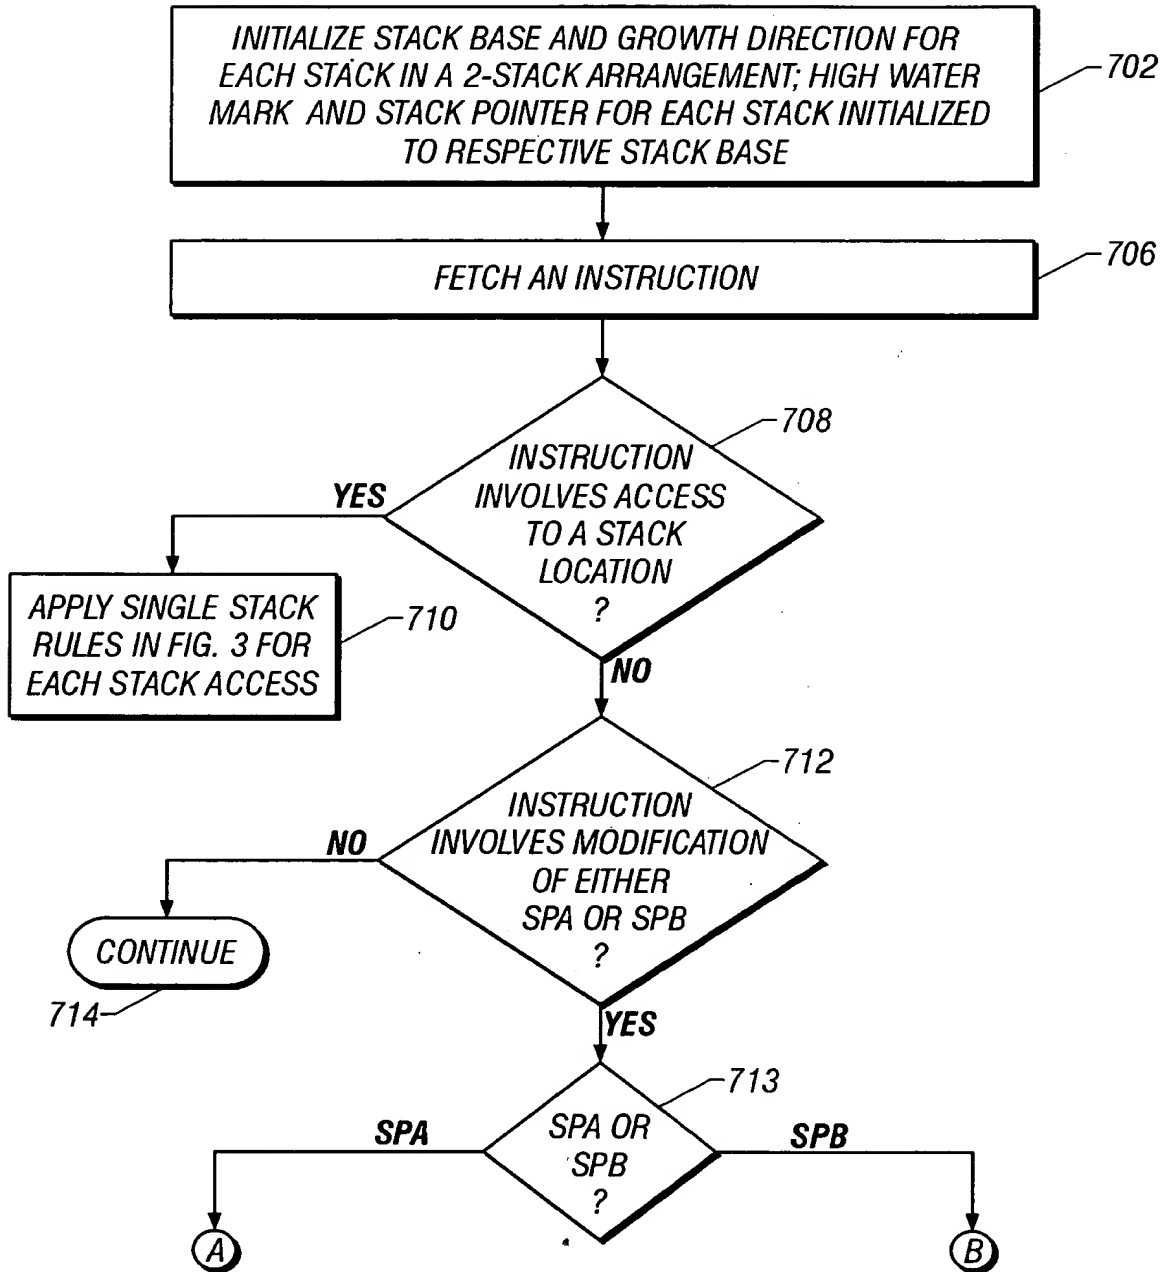 INITIALIZE STACK BASE AND GROWTH DIRECTION FOR
EACH STACK IN A 2-STACK ARRANGEMENT; HIGH WATER
MARK AND STACK POINTER FOR EACH STACK INITIALIZED
TO RESPECTIVE STACK BASE
702
FETCH AN INSTRUCTION
706
708
INSTRUCTION
INVOLVES ACCESS
TO A STACK
LOCATION
?
YES
APPLY SINGLE STACK
RULES IN FIG. 3 FOR
EACH STACK ACCESS
710
NO
712
INSTRUCTION
INVOLVES MODIFICATION
OF EITHER
SPA OR SPB
?
NO
CONTINUE
714
YES
713
SPA OR
SPB
?
SPA
SPB
A
B